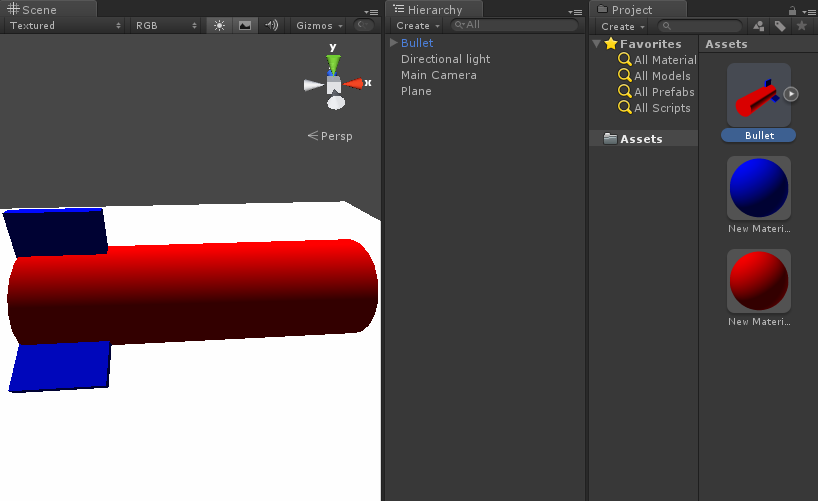 Scene
Textured
RGB
Gizmos
y
x
Persp
Hierarchy
Create
All
Bullet
Directional light
Main Camera
Plane
Project
Create
Favorites
All Material
All Models
All Prefabs
All Scripts
Assets
Assets
Bullet
New Materi...
New Materi...